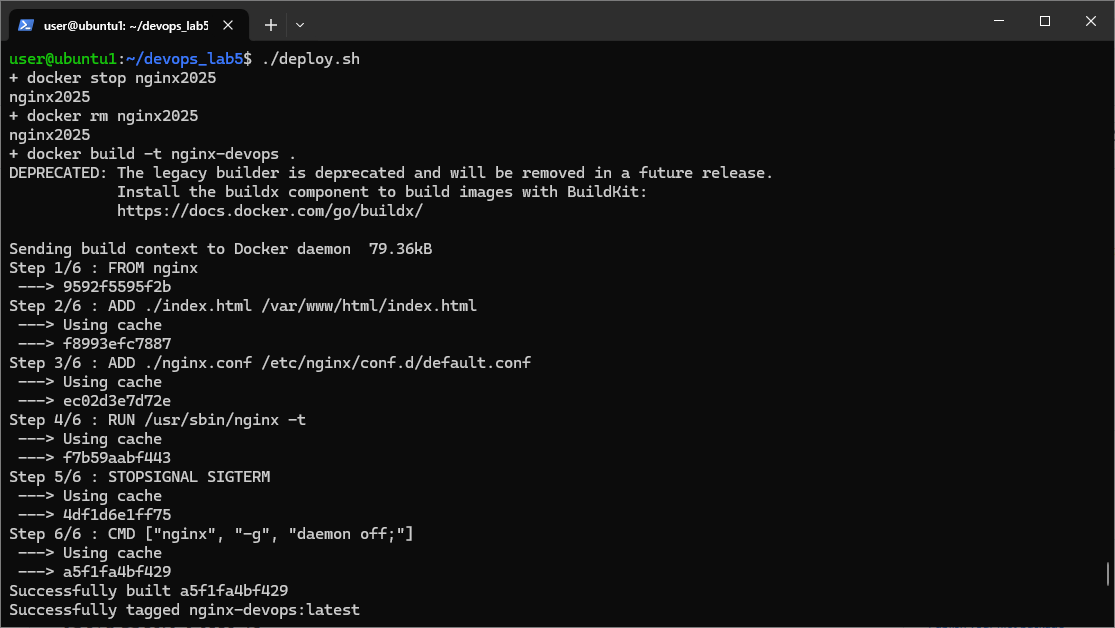 user@ubuntu1: ~/devops_lab5
user@ubuntu1:~/devops_lab5$ ./deploy.sh
+ docker stop nginx2025
nginx2025
+ docker rm nginx2025
nginx2025
+ docker build -t nginx-devops .
DEPRECATED: The legacy builder is deprecated and will be removed in a future release.
            Install the buildx component to build images with BuildKit:
            https://docs.docker.com/go/buildx/
Sending build context to Docker daemon  79.36kB
Step 1/6 : FROM nginx
 ---> 9592f5595f2b
Step 2/6 : ADD ./index.html /var/www/html/index.html
 ---> Using cache
 ---> f8993efc7887
Step 3/6 : ADD ./nginx.conf /etc/nginx/conf.d/default.conf
 ---> Using cache
 ---> ec02d3e7d72e
Step 4/6 : RUN /usr/sbin/nginx -t
 ---> Using cache
 ---> f7b59aabf443
Step 5/6 : STOPSIGNAL SIGTERM
 ---> Using cache
 ---> 4df1d6e1ff75
Step 6/6 : CMD ["nginx", "-g", "daemon off;"]
 ---> Using cache
 ---> a5f1fa4bf429
Successfully built a5f1fa4bf429
Successfully tagged nginx-devops:latest